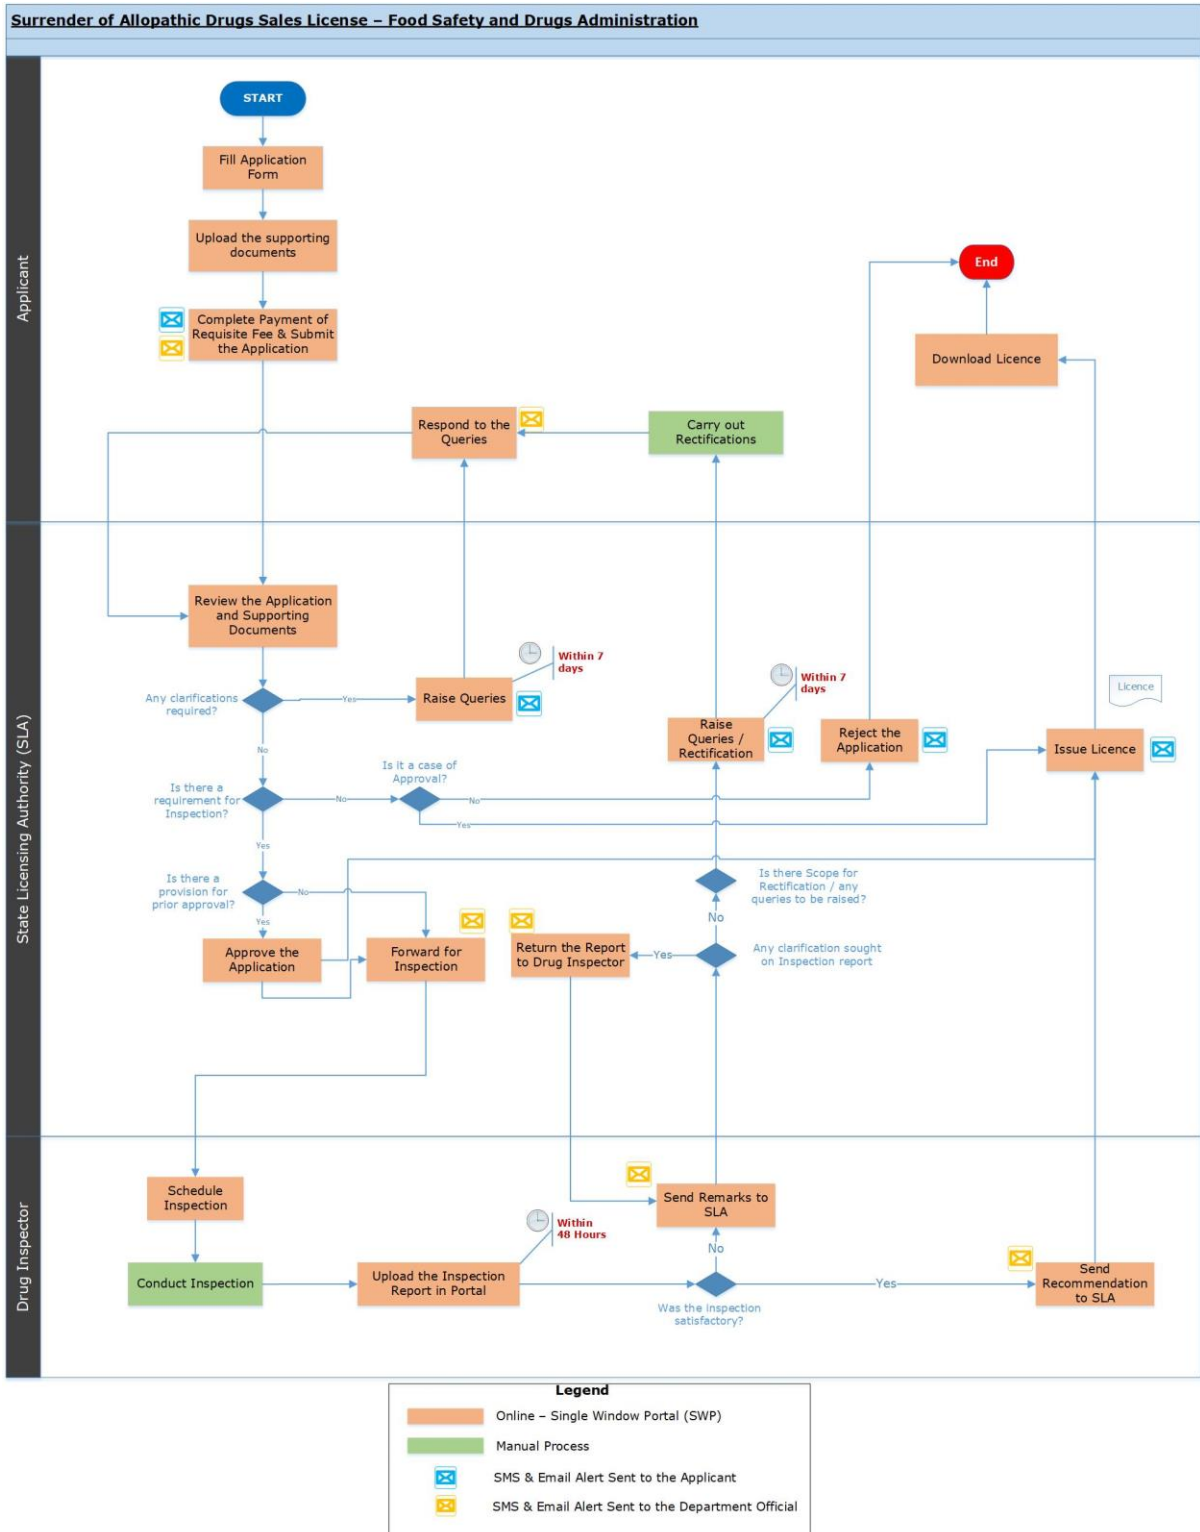 Surrender of Allopathic Drugs Sales License – Food Safety and Drugs Administration
Applicant
START
Fill Application
Form
Upload the supporting
documents
Complete Payment of
Requisite Fee & Submit
the Application
End
Download Licence
Respond to the
Queries
Carry out
Rectifications
State Licensing Authority (SLA)
Review the Application
and Supporting
Documents
Any clarifications
required?
Yes
Raise Queries
Within 7
days
No
Raise
Queries /
Rectification
Within 7
days
Reject the
Application
Licence
Issue Licence
Is there a
requirement for
Inspection?
No
Is it a case of
Approval?
No
Yes
Yes
Is there a
provision for
prior approval?
No
Yes
Approve the
Application
Forward for
Inspection
Is there Scope for
Rectification / any
queries to be raised?
No
Return the Report
to Drug Inspector
Yes
Any clarification sought
on Inspection report
Drug Inspector
Schedule
Inspection
Conduct Inspection
Upload the Inspection
Report in Portal
Within
48 Hours
Send Remarks to
SLA
No
Was the inspection
satisfactory?
Yes
Send
Recommendation
to SLA
Legend
Online – Single Window Portal (SWP)
Manual Process
SMS & Email Alert Sent to the Applicant
SMS & Email Alert Sent to the Department Official